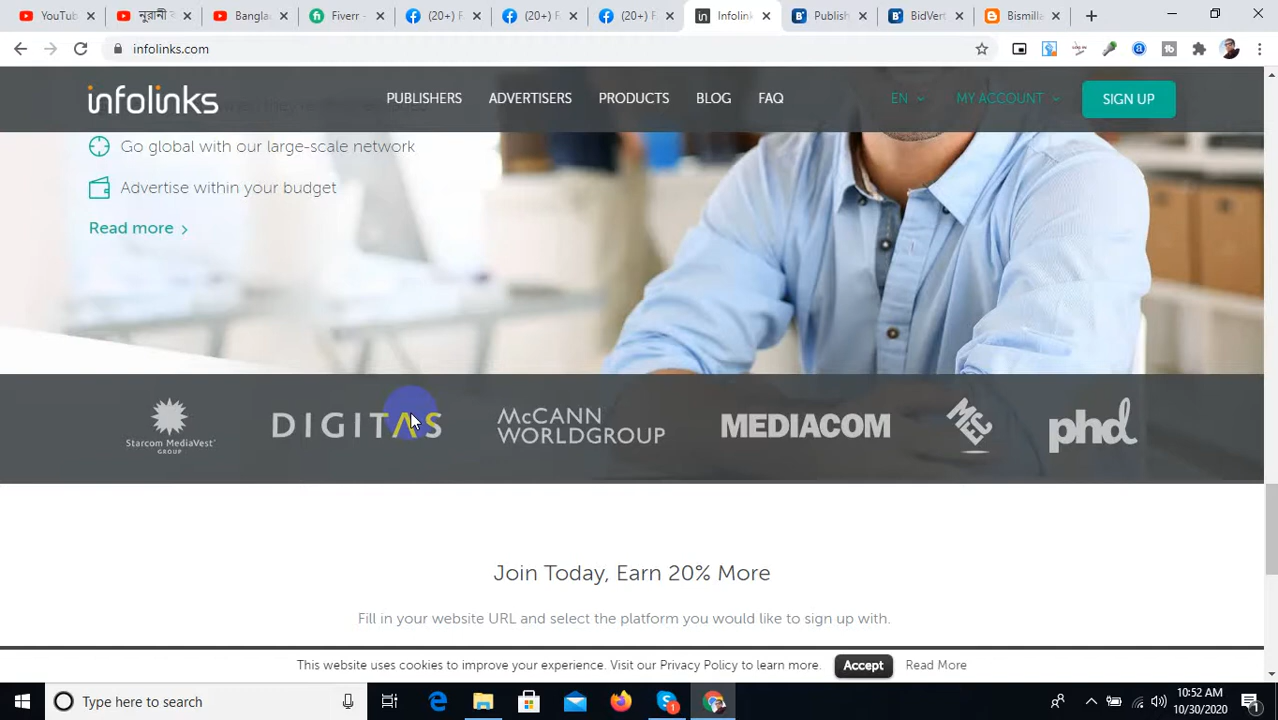 YouTub
নুরানী ক
Bangla
Fiverr -
(20+) F
(20+) F
(20+) F
Infolink
Publish
BidVert
Bismilla
infolinks.com
infolinks
PUBLISHERS
ADVERTISERS
PRODUCTS
BLOG
FAQ
EN
MY ACCOUNT
SIGN UP
Go global with our large-scale network
Advertise within your budget
Read more
Starcom MediaVest
GROUP
DIGITAS
McCANN
WORLDGROUP
MEDIACOM
MEC
phd
Join Today, Earn 20% More
Fill in your website URL and select the platform you would like to sign up with.
This website uses cookies to improve your experience. Visit our Privacy Policy to learn more.
Accept
Read More
Type here to search
10:52 AM
10/30/2020